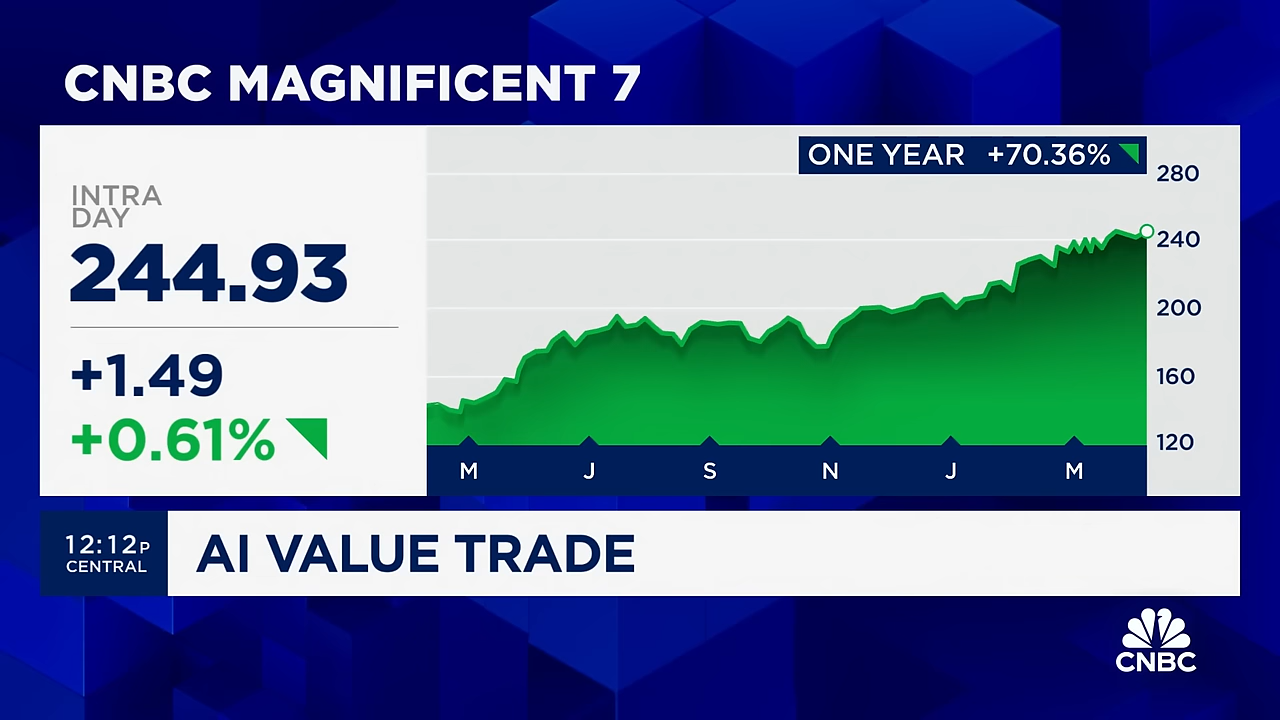 CNBC MAGNIFICENT 7
INTRA
DAY
244.93
+1.49
+0.61%
ONE YEAR +70.36%
280
240
200
160
120
M J S N J M
12:12P
CENTRAL
AI VALUE TRADE
CNBC